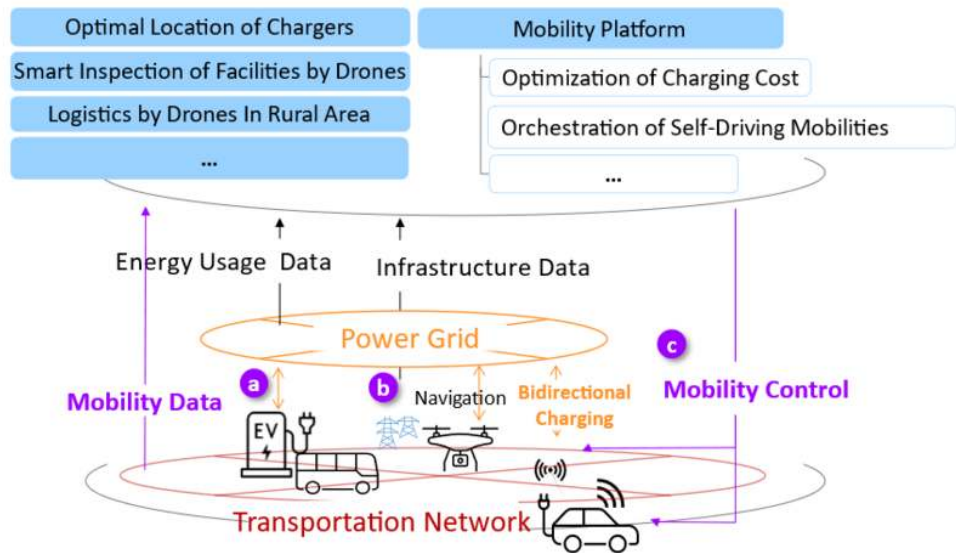 Optimal Location of Chargers
Smart Inspection of Facilities by Drones
Logistics by Drones In Rural Area
...
Mobility Platform
Optimization of Charging Cost
Orchestration of Self-Driving Mobilities
...
Energy Usage Data
Infrastructure Data
Power Grid
a
b
c
Mobility Data
Navigation
Bidirectional
Charging
Mobility Control
EV
Transportation Network